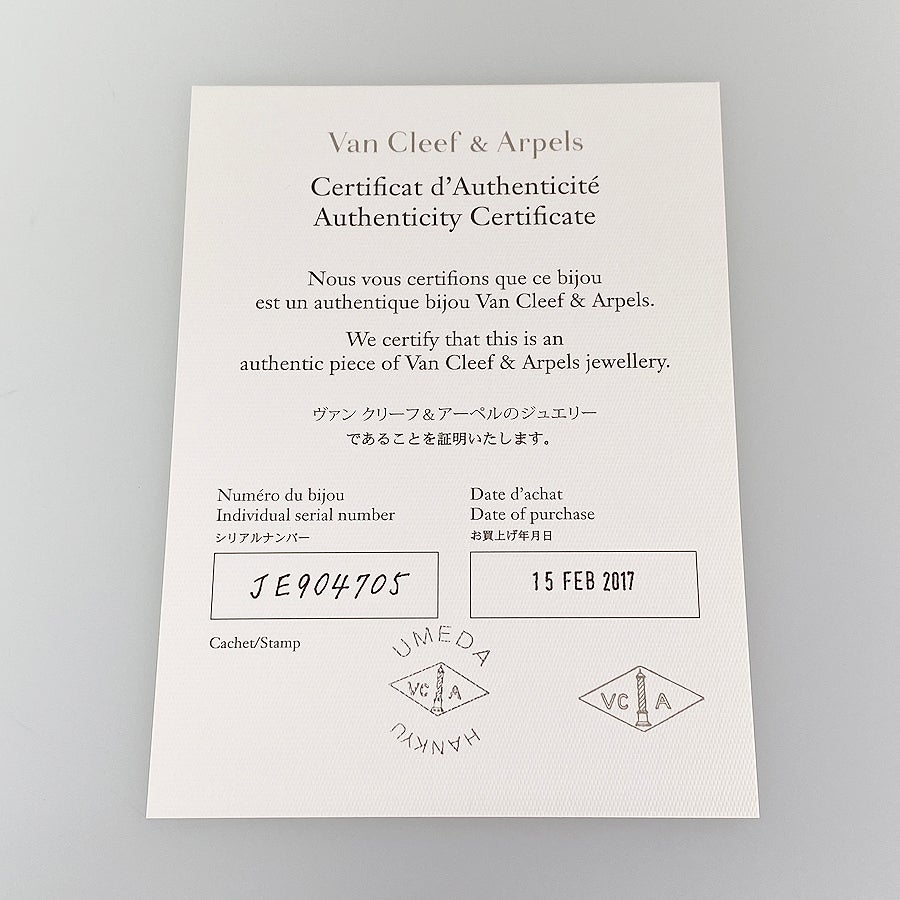 Van Cleef & Arpels
Certificat d'Authenticité
Authenticity Certificate
Nous vous certifions que ce bijou
est un authentique bijou Van Cleef & Arpels.
We certify that this is an
authentic piece of Van Cleef & Arpels jewellery.
ヴァン クリーフ&アーペルのジュエリー
であることを証明いたします。
Numéro du bijou
Individual serial number
シリアルナンバー
JE904705
Date d'achat
Date of purchase
お買上げ年月日
15 FEB 2017
Cachet/Stamp
UMEDA
VC A
HANKYU
VC A